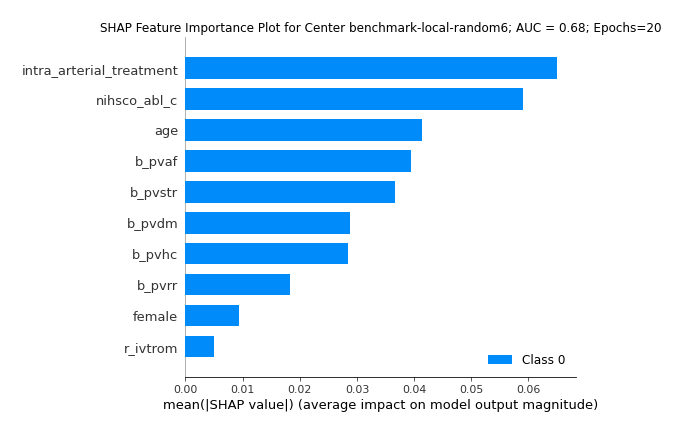 SHAP Feature Importance Plot for Center benchmark-local-random6; AUC = 0.68; Epochs=20
intra_arterial_treatment
nihsco_abl_c
age
b_pvaf
b_pvstr
b_pvdm
b_pvhc
b_pvrr
female
r_ivtrom
Class 0
0.00 0.01 0.02 0.03 0.04 0.05 0.06
mean(|SHAP value|) (average impact on model output magnitude)